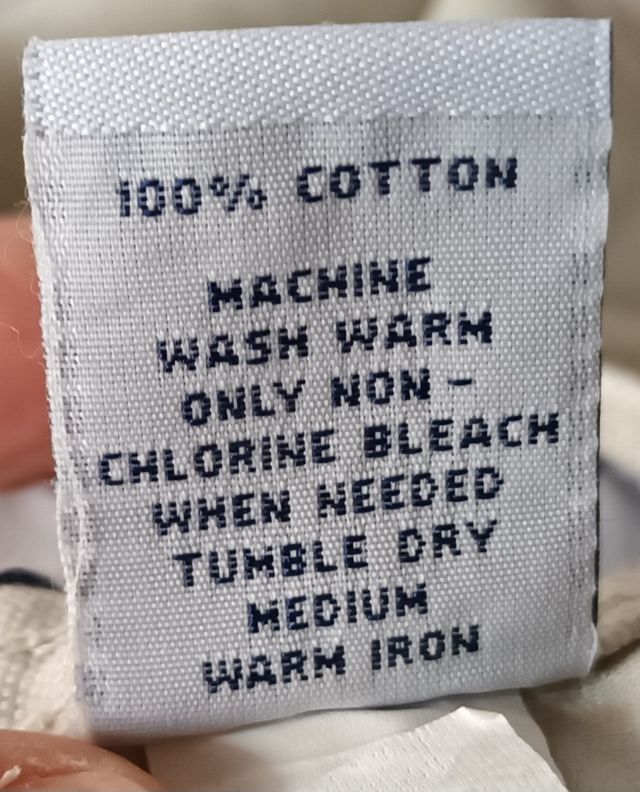 100% COTTON
MACHINE
WASH WARM
ONLY NON-
CHLORINE BLEACH
WHEN NEEDED
TUMBLE DRY
MEDIUM
WARM IRON